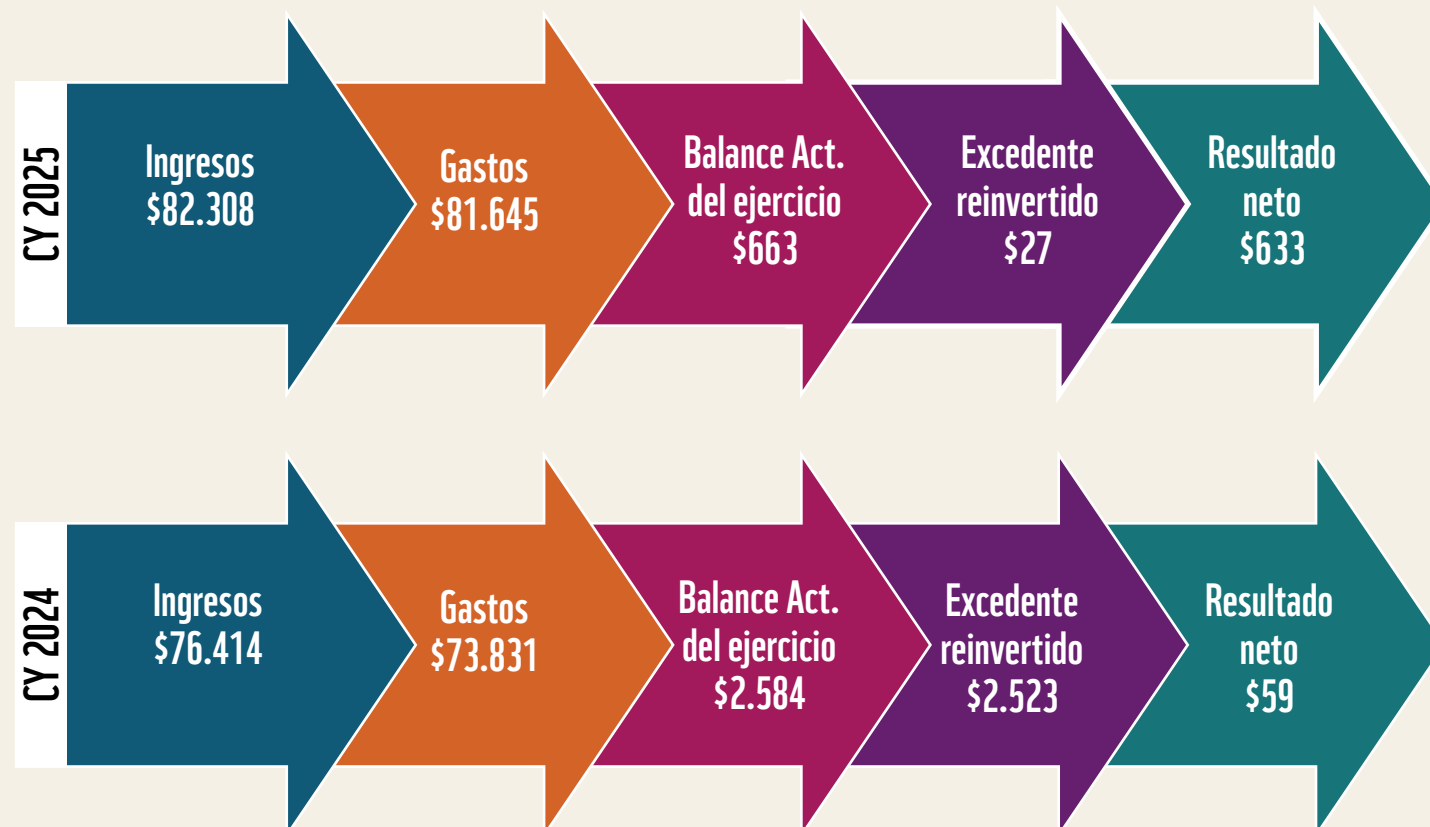 CY 2025
Ingresos
$82.308
Gastos
$81.645
Balance Act.
del ejercicio
$663
Excedente
reinvertido
$27
Resultado
neto
$633
CY 2024
Ingresos
$76.414
Gastos
$73.831
Balance Act.
del ejercicio
$2.584
Excedente
reinvertido
$2.523
Resultado
neto
$59